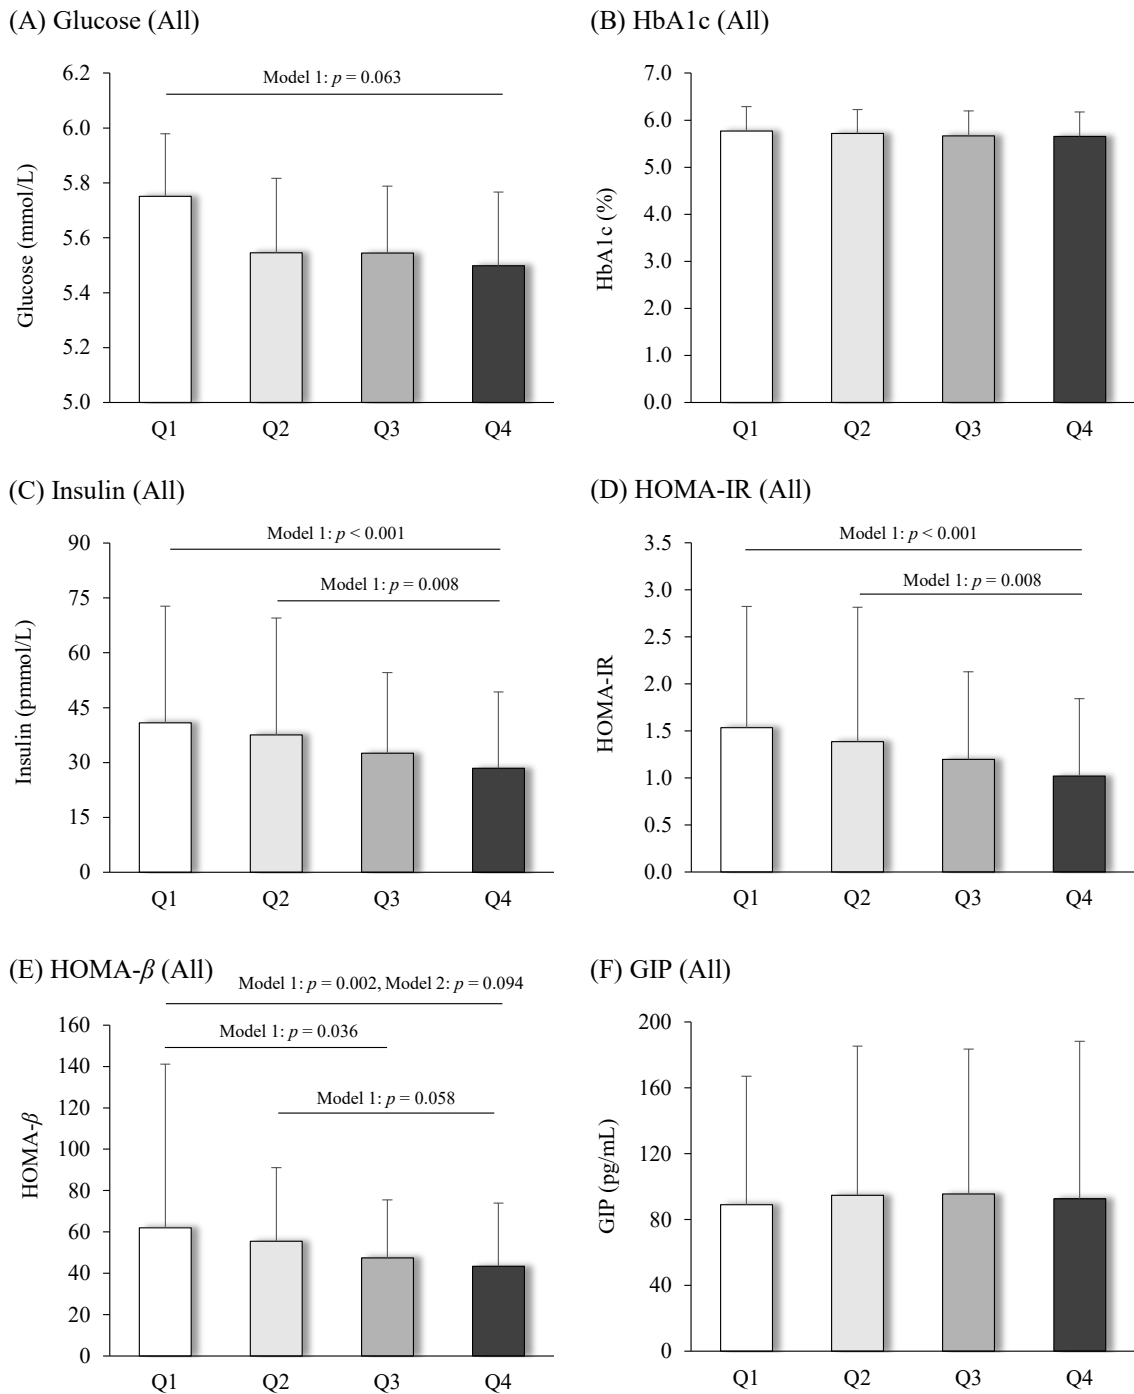 (A) Glucose (All)
Model 1: p = 0.063
Glucose (mmol/L)
6.2
6.0
5.8
5.6
5.4
5.2
5.0
Q1 Q2 Q3 Q4
(B) HbA1c (All)
HbA1c (%)
7.0
6.0
5.0
4.0
3.0
2.0
1.0
0.0
Q1 Q2 Q3 Q4
(C) Insulin (All)
Model 1: p < 0.001
Model 1: p = 0.008
Insulin (pmmol/L)
90
75
60
45
30
15
0
Q1 Q2 Q3 Q4
(D) HOMA-IR (All)
Model 1: p < 0.001
Model 1: p = 0.008
HOMA-IR
3.5
3.0
2.5
2.0
1.5
1.0
0.5
0.0
Q1 Q2 Q3 Q4
(E) HOMA-β (All)
Model 1: p = 0.002, Model 2: p = 0.094
Model 1: p = 0.036
Model 1: p = 0.058
HOMA-β
160
140
120
100
80
60
40
20
0
Q1 Q2 Q3 Q4
(F) GIP (All)
GIP (pg/mL)
200
160
120
80
40
0
Q1 Q2 Q3 Q4